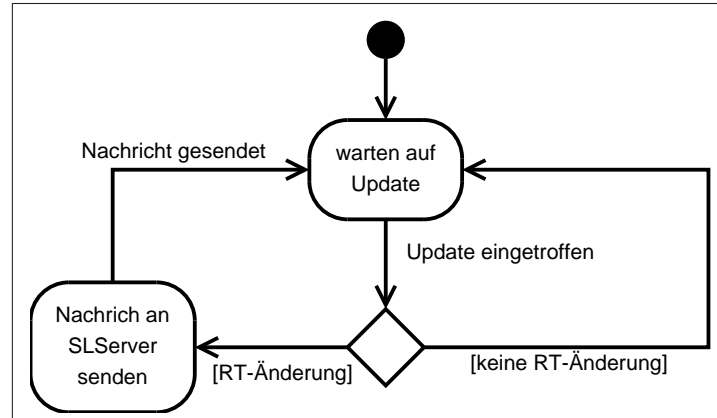 Nachricht gesendet
warten auf
Update
Update eingetroffen
Nachrich an
SLServer
senden
[RT-Änderung]
[keine RT-Änderung]